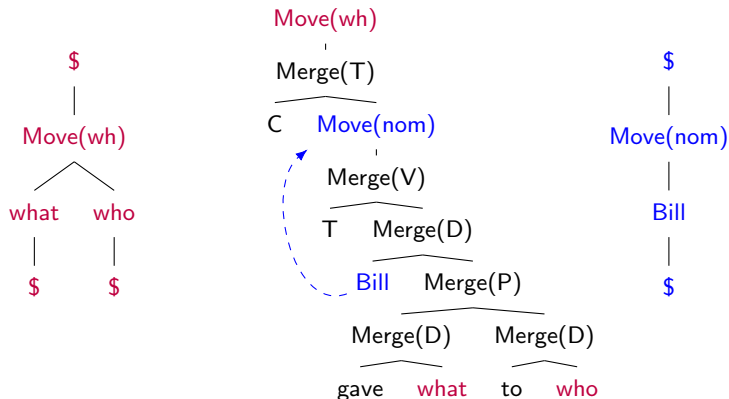 Move(wh)
$ Merge(T) $
Move(wh) C Move(nom) Move(nom)
Merge(V)
what who T Merge(D) Bill
$ $ Bill Merge(P) $
Merge(D) Merge(D)
gave what to who